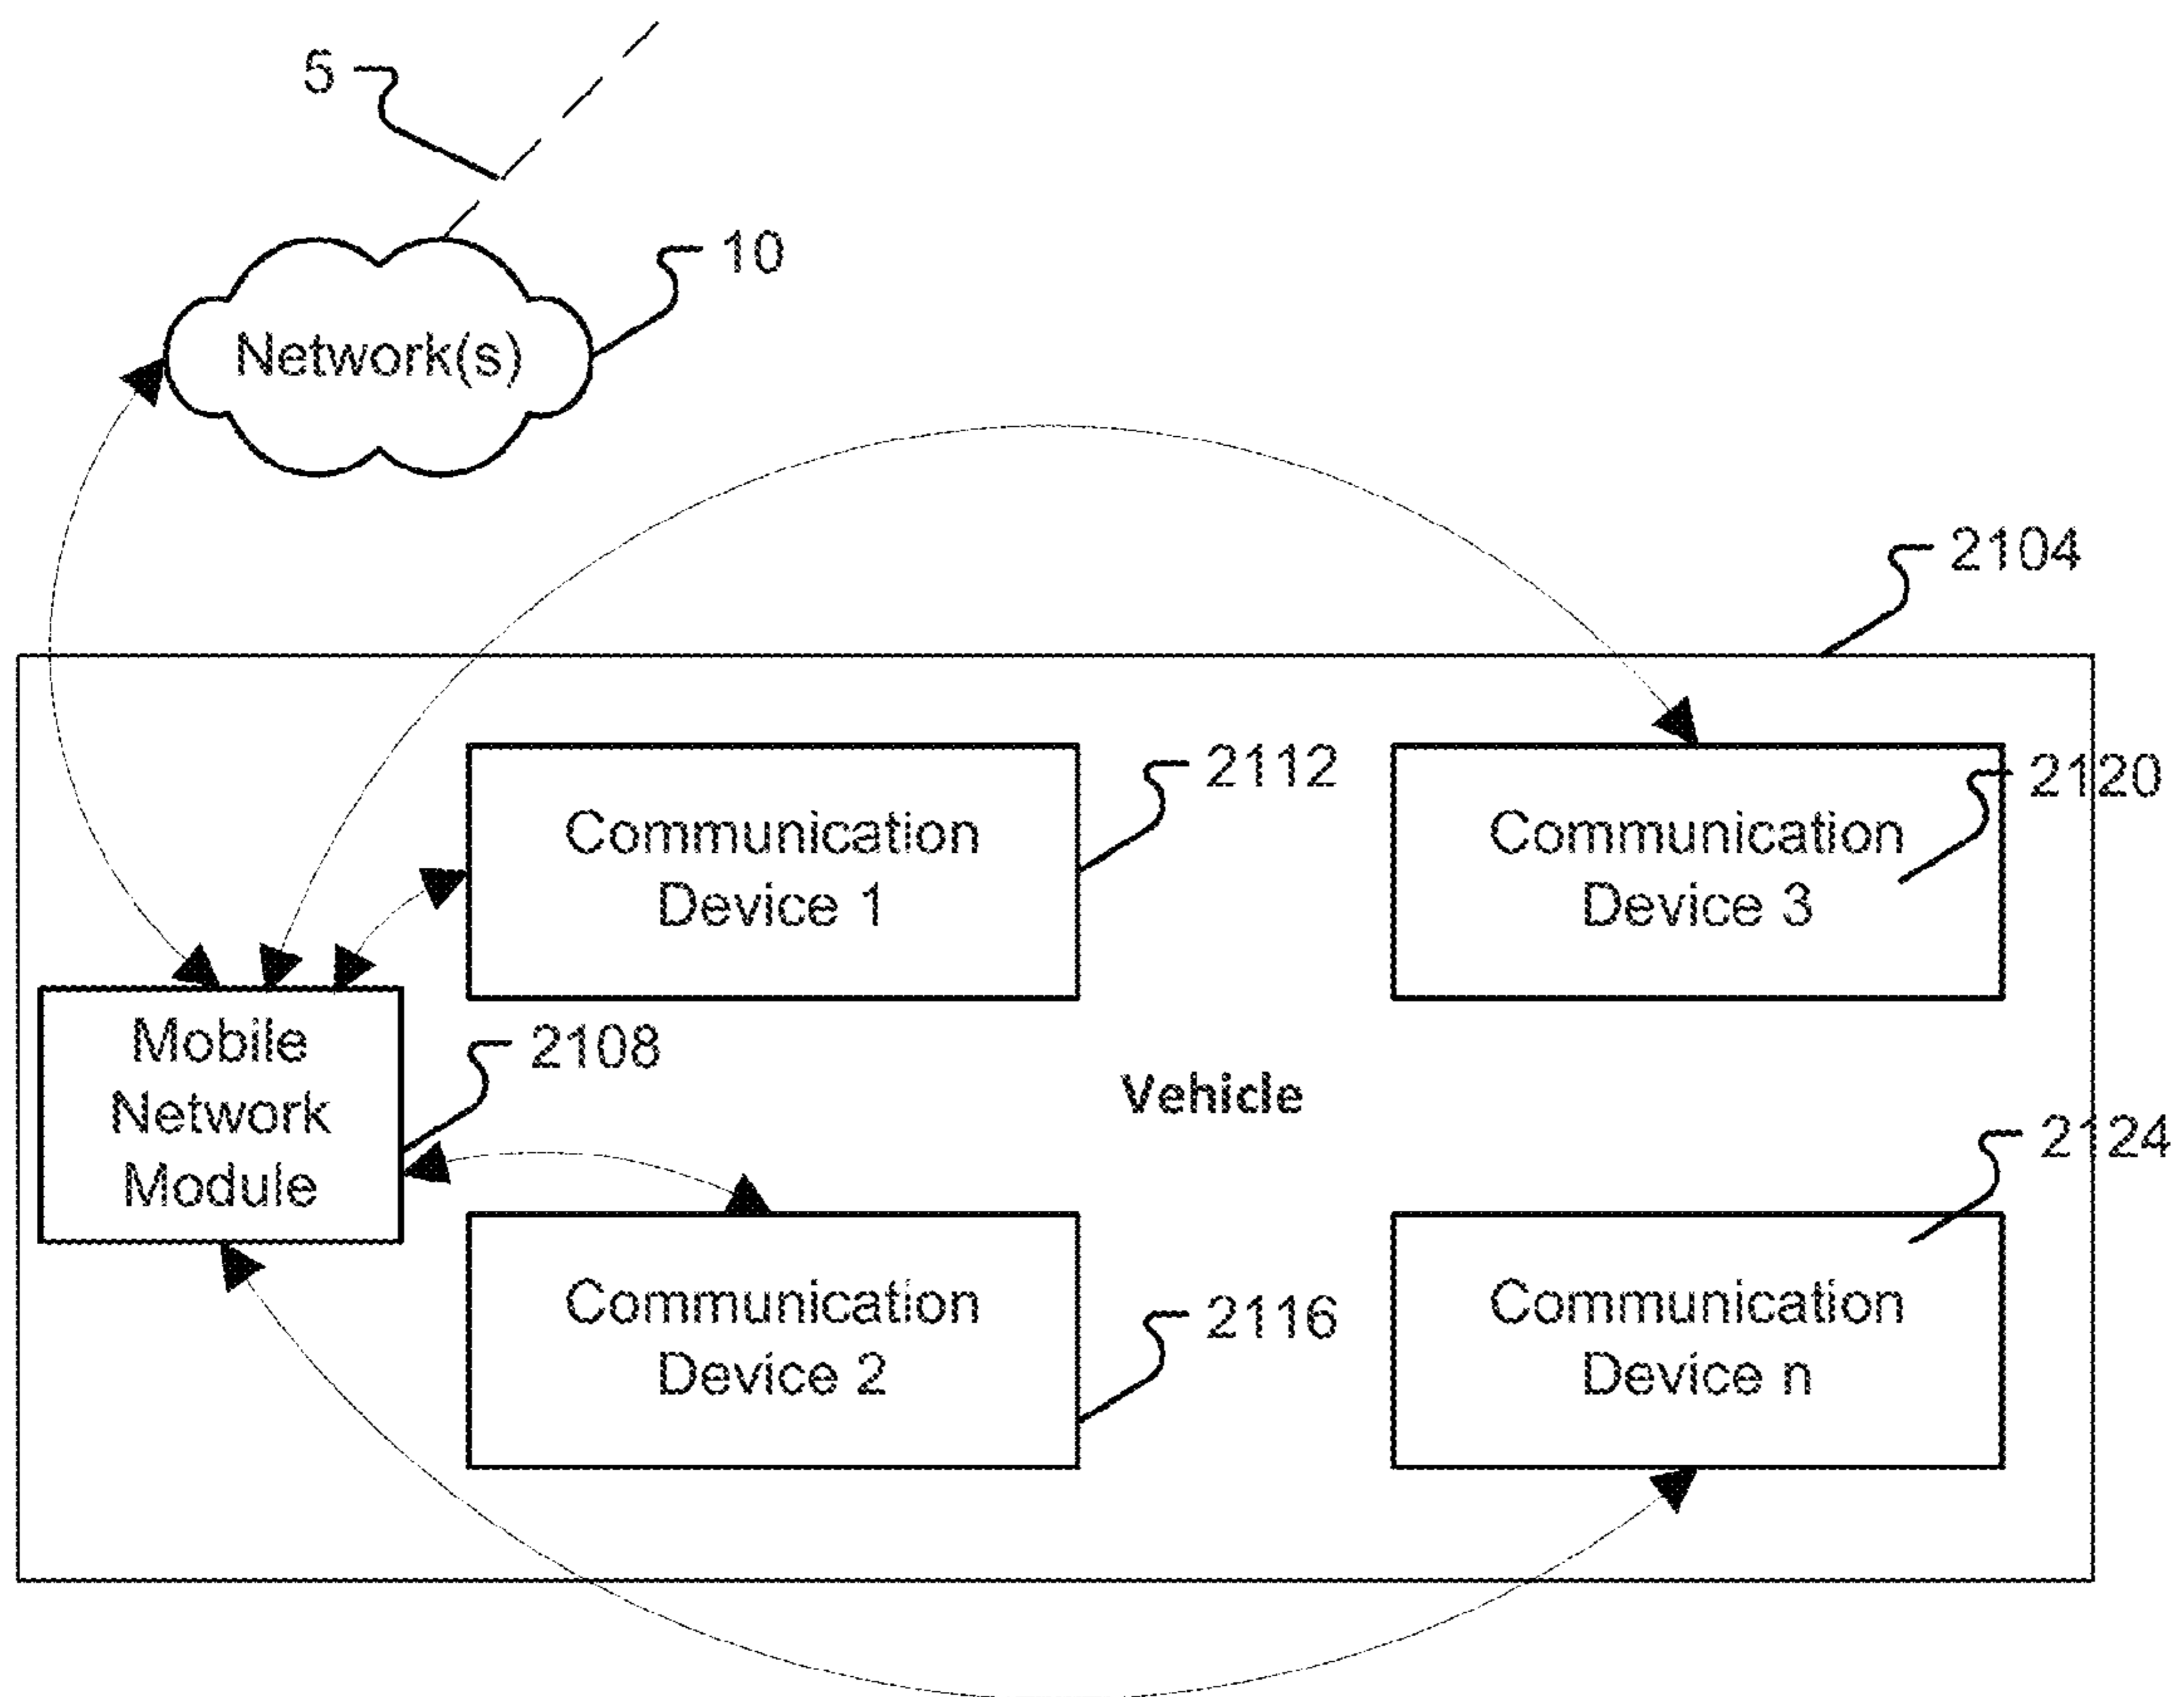 5
10
Network(s)
2104
2112
2120
Communication
Device 1
Communication
Device 3
Mobile
Network
Module
2108
Vehicle
2124
Communication
Device 2
2116
Communication
Device n